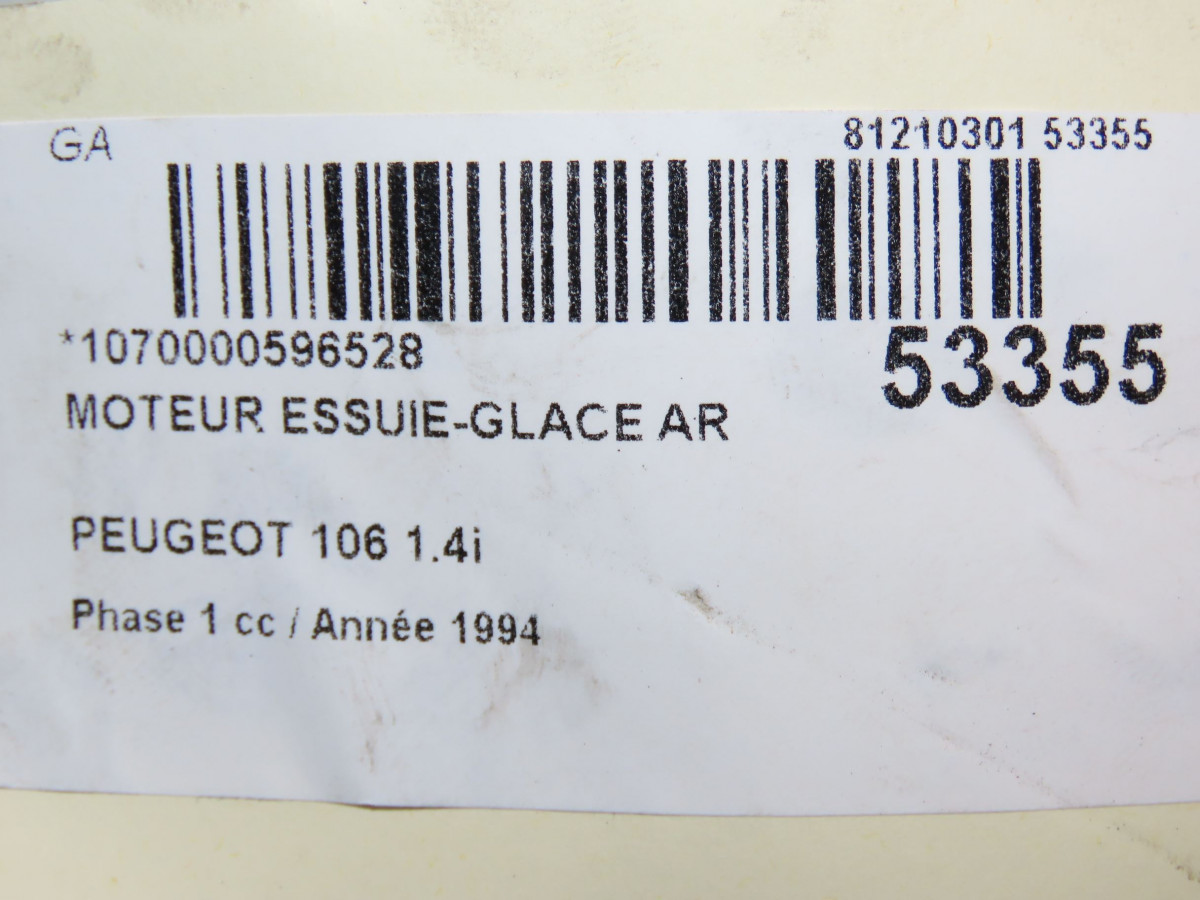 GA
81210301 53355
*1070000596528
53355
MOTEUR ESSUIE-GLACE AR
PEUGEOT 106 1.4i
Phase 1 cc / Année 1994